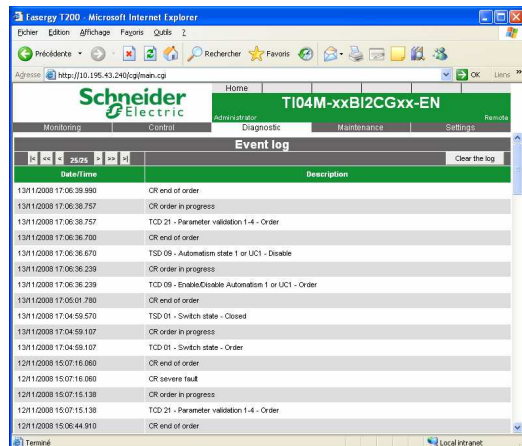 Easergy T200 - Microsoft Internet Explorer
Fichier Edition Affichage Favoris Outils ?
Précédente Rechercher Favoris
Adresse http://10.195.43.240/cgi/main.cgi OK Liens »
Schneider Electric
Home
TI04M-xxBI2CGxx-EN
Administrator Remote
Monitoring Control Diagnostic Maintenance Settings
Event log
|< << < 25/25 > >> >| Clear the log
Date/Time Description
13/11/2008 17:06:39.990 CR end of order
13/11/2008 17:06:38.757 CR order in progress
13/11/2008 17:06:38.757 TCD 21 - Parameter validation 1-4 - Order
13/11/2008 17:06:36.700 CR end of order
13/11/2008 17:06:36.670 TSD 09 - Automatism state 1 or UC1 - Disable
13/11/2008 17:06:36.239 CR order in progress
13/11/2008 17:06:36.239 TCD 09 - Enable/Disable Automatism 1 or UC1 - Order
13/11/2008 17:05:01.780 CR end of order
13/11/2008 17:04:59.570 TSD 01 - Switch state - Closed
13/11/2008 17:04:59.107 CR order in progress
13/11/2008 17:04:59.107 TCD 01 - Switch state - Order
12/11/2008 15:07:16.060 CR end of order
12/11/2008 15:07:16.060 CR severe fault
12/11/2008 15:07:15.138 CR order in progress
12/11/2008 15:07:15.138 TCD 21 - Parameter validation 1-4 - Order
12/11/2008 15:06:44.910 CR end of order
Terminé Local intranet